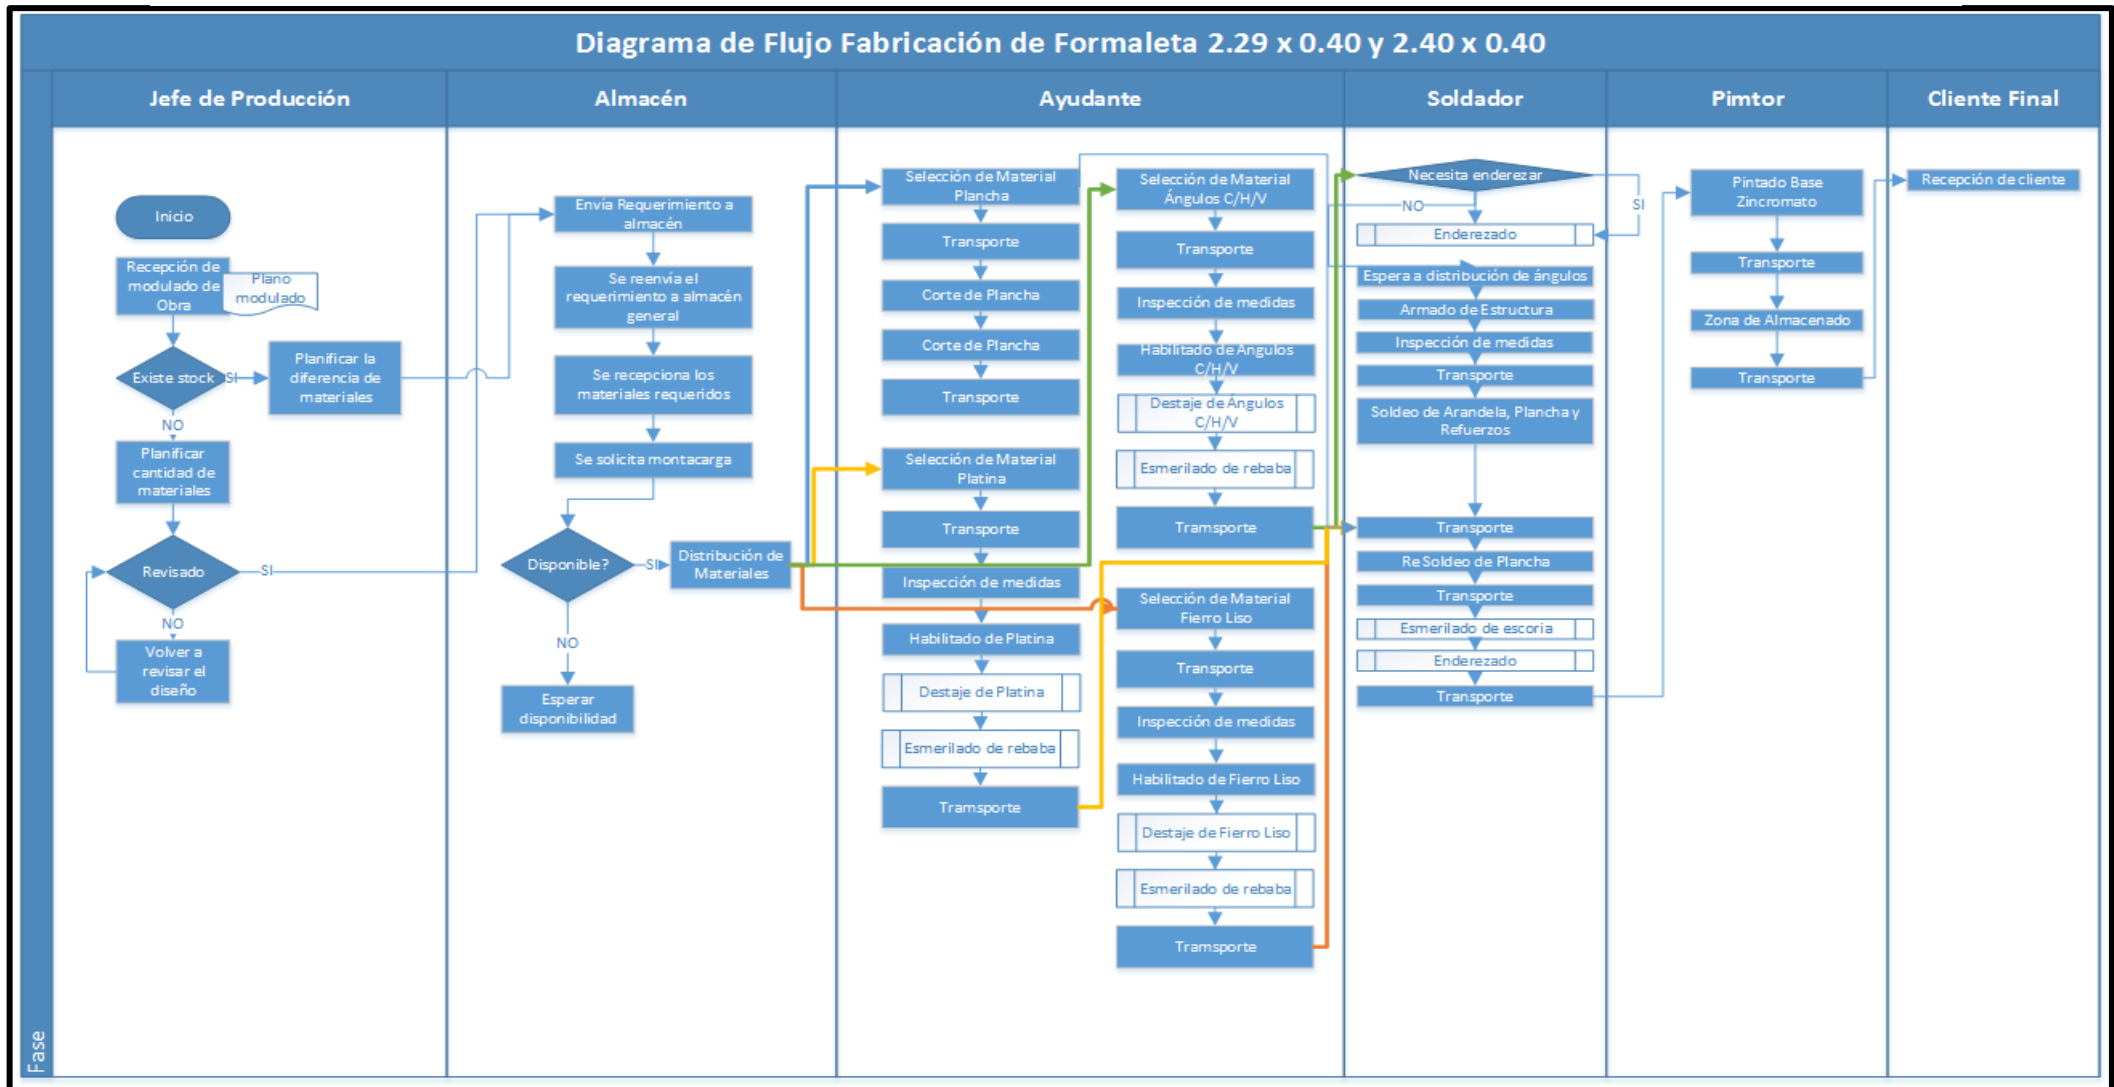 Diagrama de Flujo Fabricación de Formaleta 2.29 x 0.40 y 2.40 x 0.40
Fase
Jefe de Producción
Almacén
Ayudante
Soldador
Pimtor
Cliente Final
Inicio
Recepción de
modulado de
Obra
Plano
modulado
Existe stock
SI
Planificar la
diferencia de
materiales
NO
Planificar
cantidad de
materiales
Revisado
SI
NO
Volver a
revisar el
diseño
Envía Requerimiento a
almacén
Se reenvía el
requerimiento a almacén
general
Se recepciona los
materiales requeridos
Se solicita montacarga
Disponible?
SI
Distribución de
Materiales
NO
Esperar
disponibilidad
Selección de Material
Plancha
Transporte
Corte de Plancha
Corte de Plancha
Transporte
Selección de Material
Platina
Transporte
Inspección de medidas
Habilitado de Platina
Destaje de Platina
Esmerilado de rebaba
Tramsporte
Selección de Material
Ángulos C/H/V
Transporte
Inspección de medidas
Habilitado de Angulos
C/H/V
Destaje de Ángulos
C/H/V
Esmerilado de rebaba
Tramsporte
Selección de Material
Fierro Liso
Transporte
Inspección de medidas
Habilitado de Fierro Liso
Destaje de Fierro Liso
Esmerilado de rebaba
Tramsporte
Necesita enderezar
NO
SI
Enderezado
Espera a distribución de ángulos
Armado de Estructura
Inspección de medidas
Transporte
Soldeo de Arandela, Plancha y
Refuerzos
Transporte
Re Soldeo de Plancha
Transporte
Esmerilado de escoria
Enderezado
Transporte
Pintado Base
Zincromato
Transporte
Zona de Almacenado
Transporte
Recepción de cliente